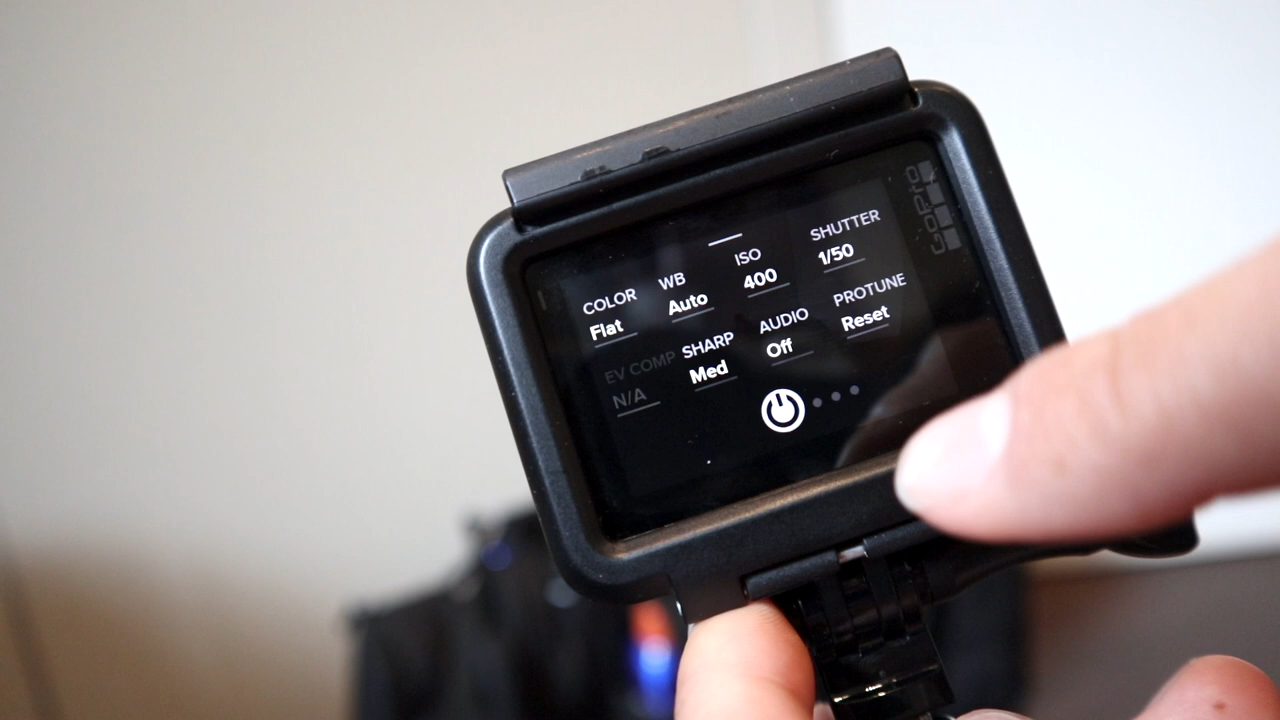 COLOR WB ISO SHUTTER
Flat Auto 400 1/50
EV COMP SHARP AUDIO PROTUNE
N/A Med Off Reset
GoPro